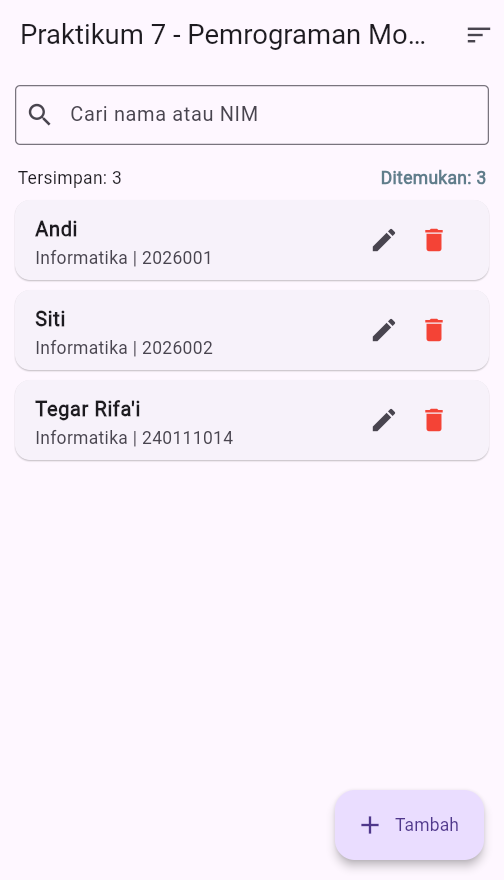 Praktikum 7 - Pemrograman Mo...
Cari nama atau NIM
Tersimpan: 3 Ditemukan: 3
Andi
Informatika | 2026001
Siti
Informatika | 2026002
Tegar Rifa'i
Informatika | 240111014
Tambah